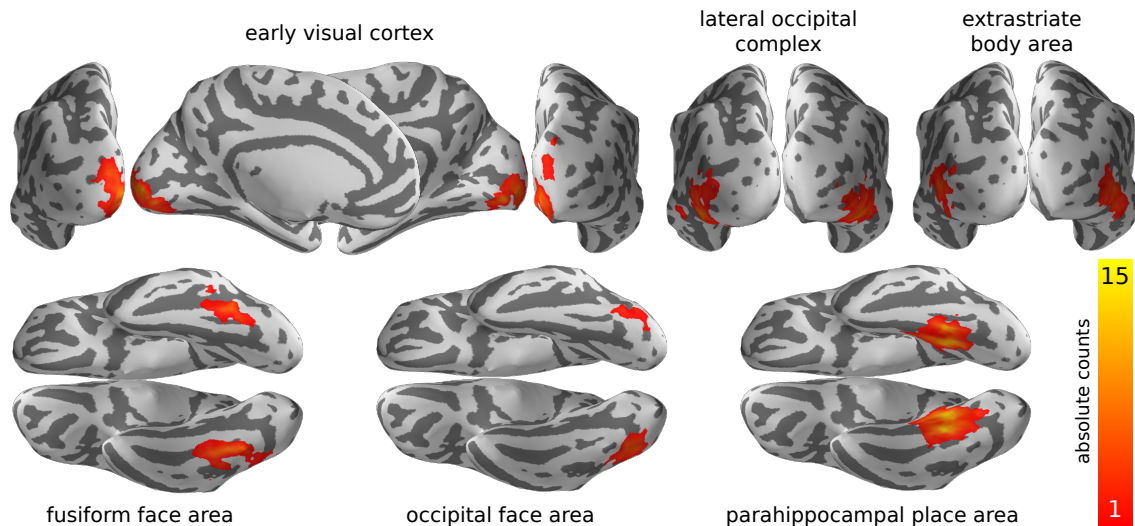 early visual cortex
lateral occipital
complex
extrastriate
body area
15
absolute counts
1
fusiform face area
occipital face area
parahippocampal place area